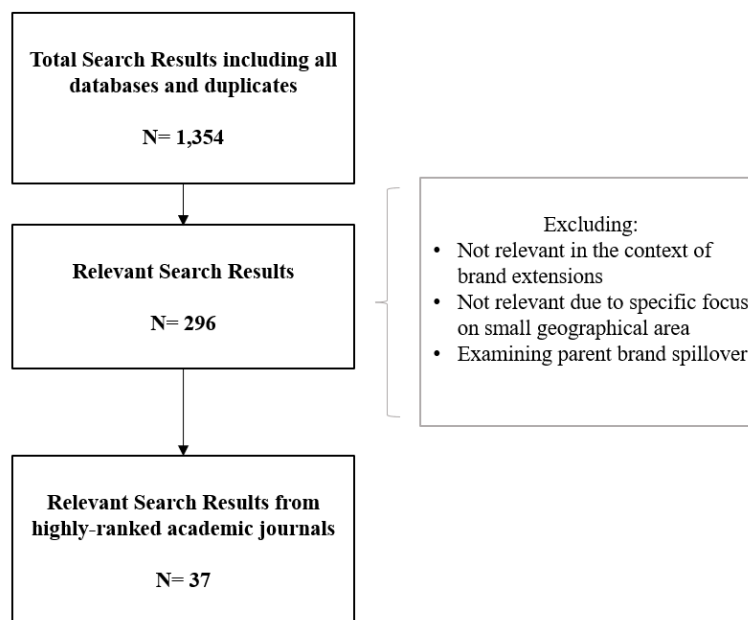 Total Search Results including all
databases and duplicates
N= 1,354
Relevant Search Results
N= 296
Excluding:
• Not relevant in the context of
brand extensions
• Not relevant due to specific focus
on small geographical area
• Examining parent brand spillover
Relevant Search Results from
highly-ranked academic journals
N= 37